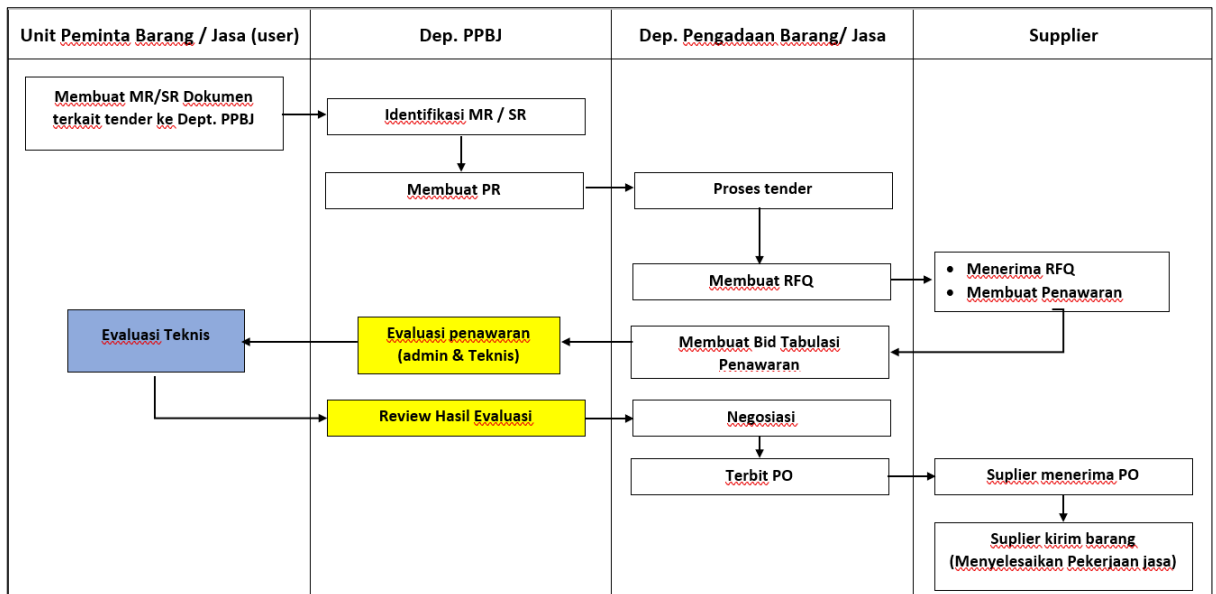 Unit Peminta Barang / Jasa (user)
Dep. PPBJ
Dep. Pengadaan Barang/ Jasa
Supplier
Membuat MR/SR Dokumen
terkait tender ke Dept. PPBJ
Identifikasi MR / SR
Membuat PR
Proses tender
Membuat RFQ
• Menerima RFQ
• Membuat Penawaran
Membuat Bid Tabulasi
Penawaran
Evaluasi penawaran
(admin & Teknis)
Evaluasi Teknis
Review Hasil Evaluasi
Negosiasi
Terbit PO
Suplier menerima PO
Suplier kirim barang
(Menyelesaikan Pekerjaan jasa)